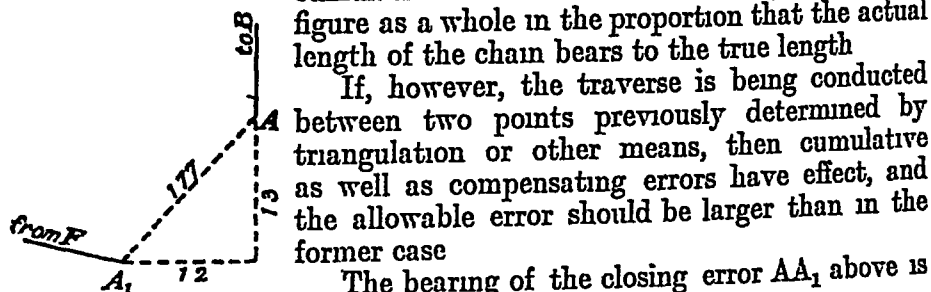 figure as a whole in the proportion that the actual
length of the chain bears to the true length
If, however, the traverse is being conducted
between two points previously determined by
triangulation or other means, then cumulative
as well as compensating errors have effect, and
the allowable error should be larger than in the
former case
The bearing of the closing error AA₁ above is
to B
A
177
13
from F
A₁
12